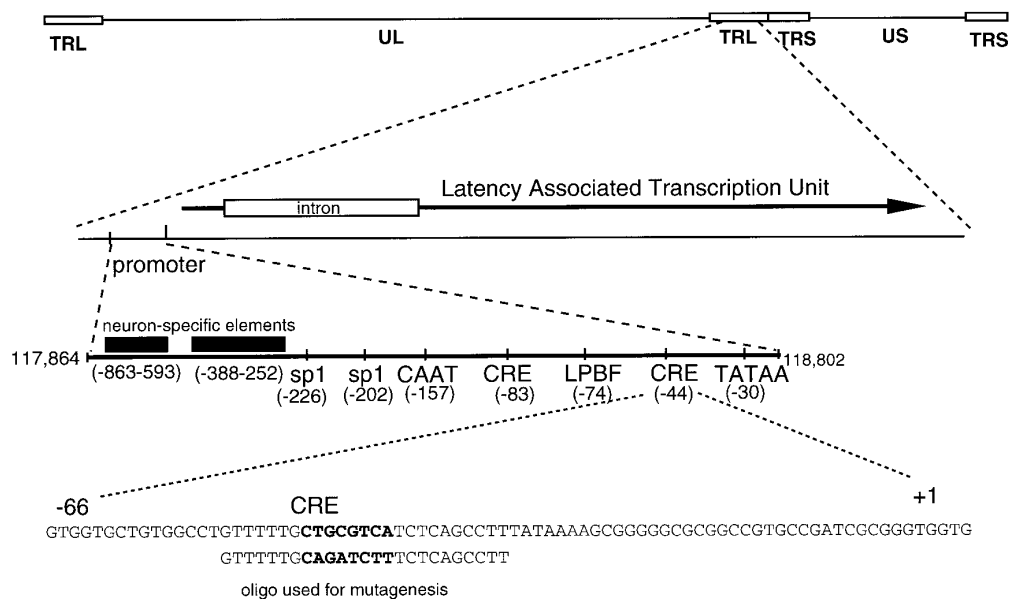 TRL UL TRL TRS US TRS
Latency Associated Transcription Unit
intron
promoter
neuron-specific elements
117,864 118,802
(-863-593) (-388-252) sp1 sp1 CAAT CRE LPBF CRE TATAA
(-226) (-202) (-157) (-83) (-74) (-44) (-30)
-66 CRE +1
GTGGTGCTGTGGCCTGTTTTTGCTGCGTCATCTCAGCCTTTATAAAAGCGGGGGCGCGGCCGTGCCGATCGCGGGTGGTG
GTTTTTGCAGATCTTTCTCAGCCTT
oligo used for mutagenesis